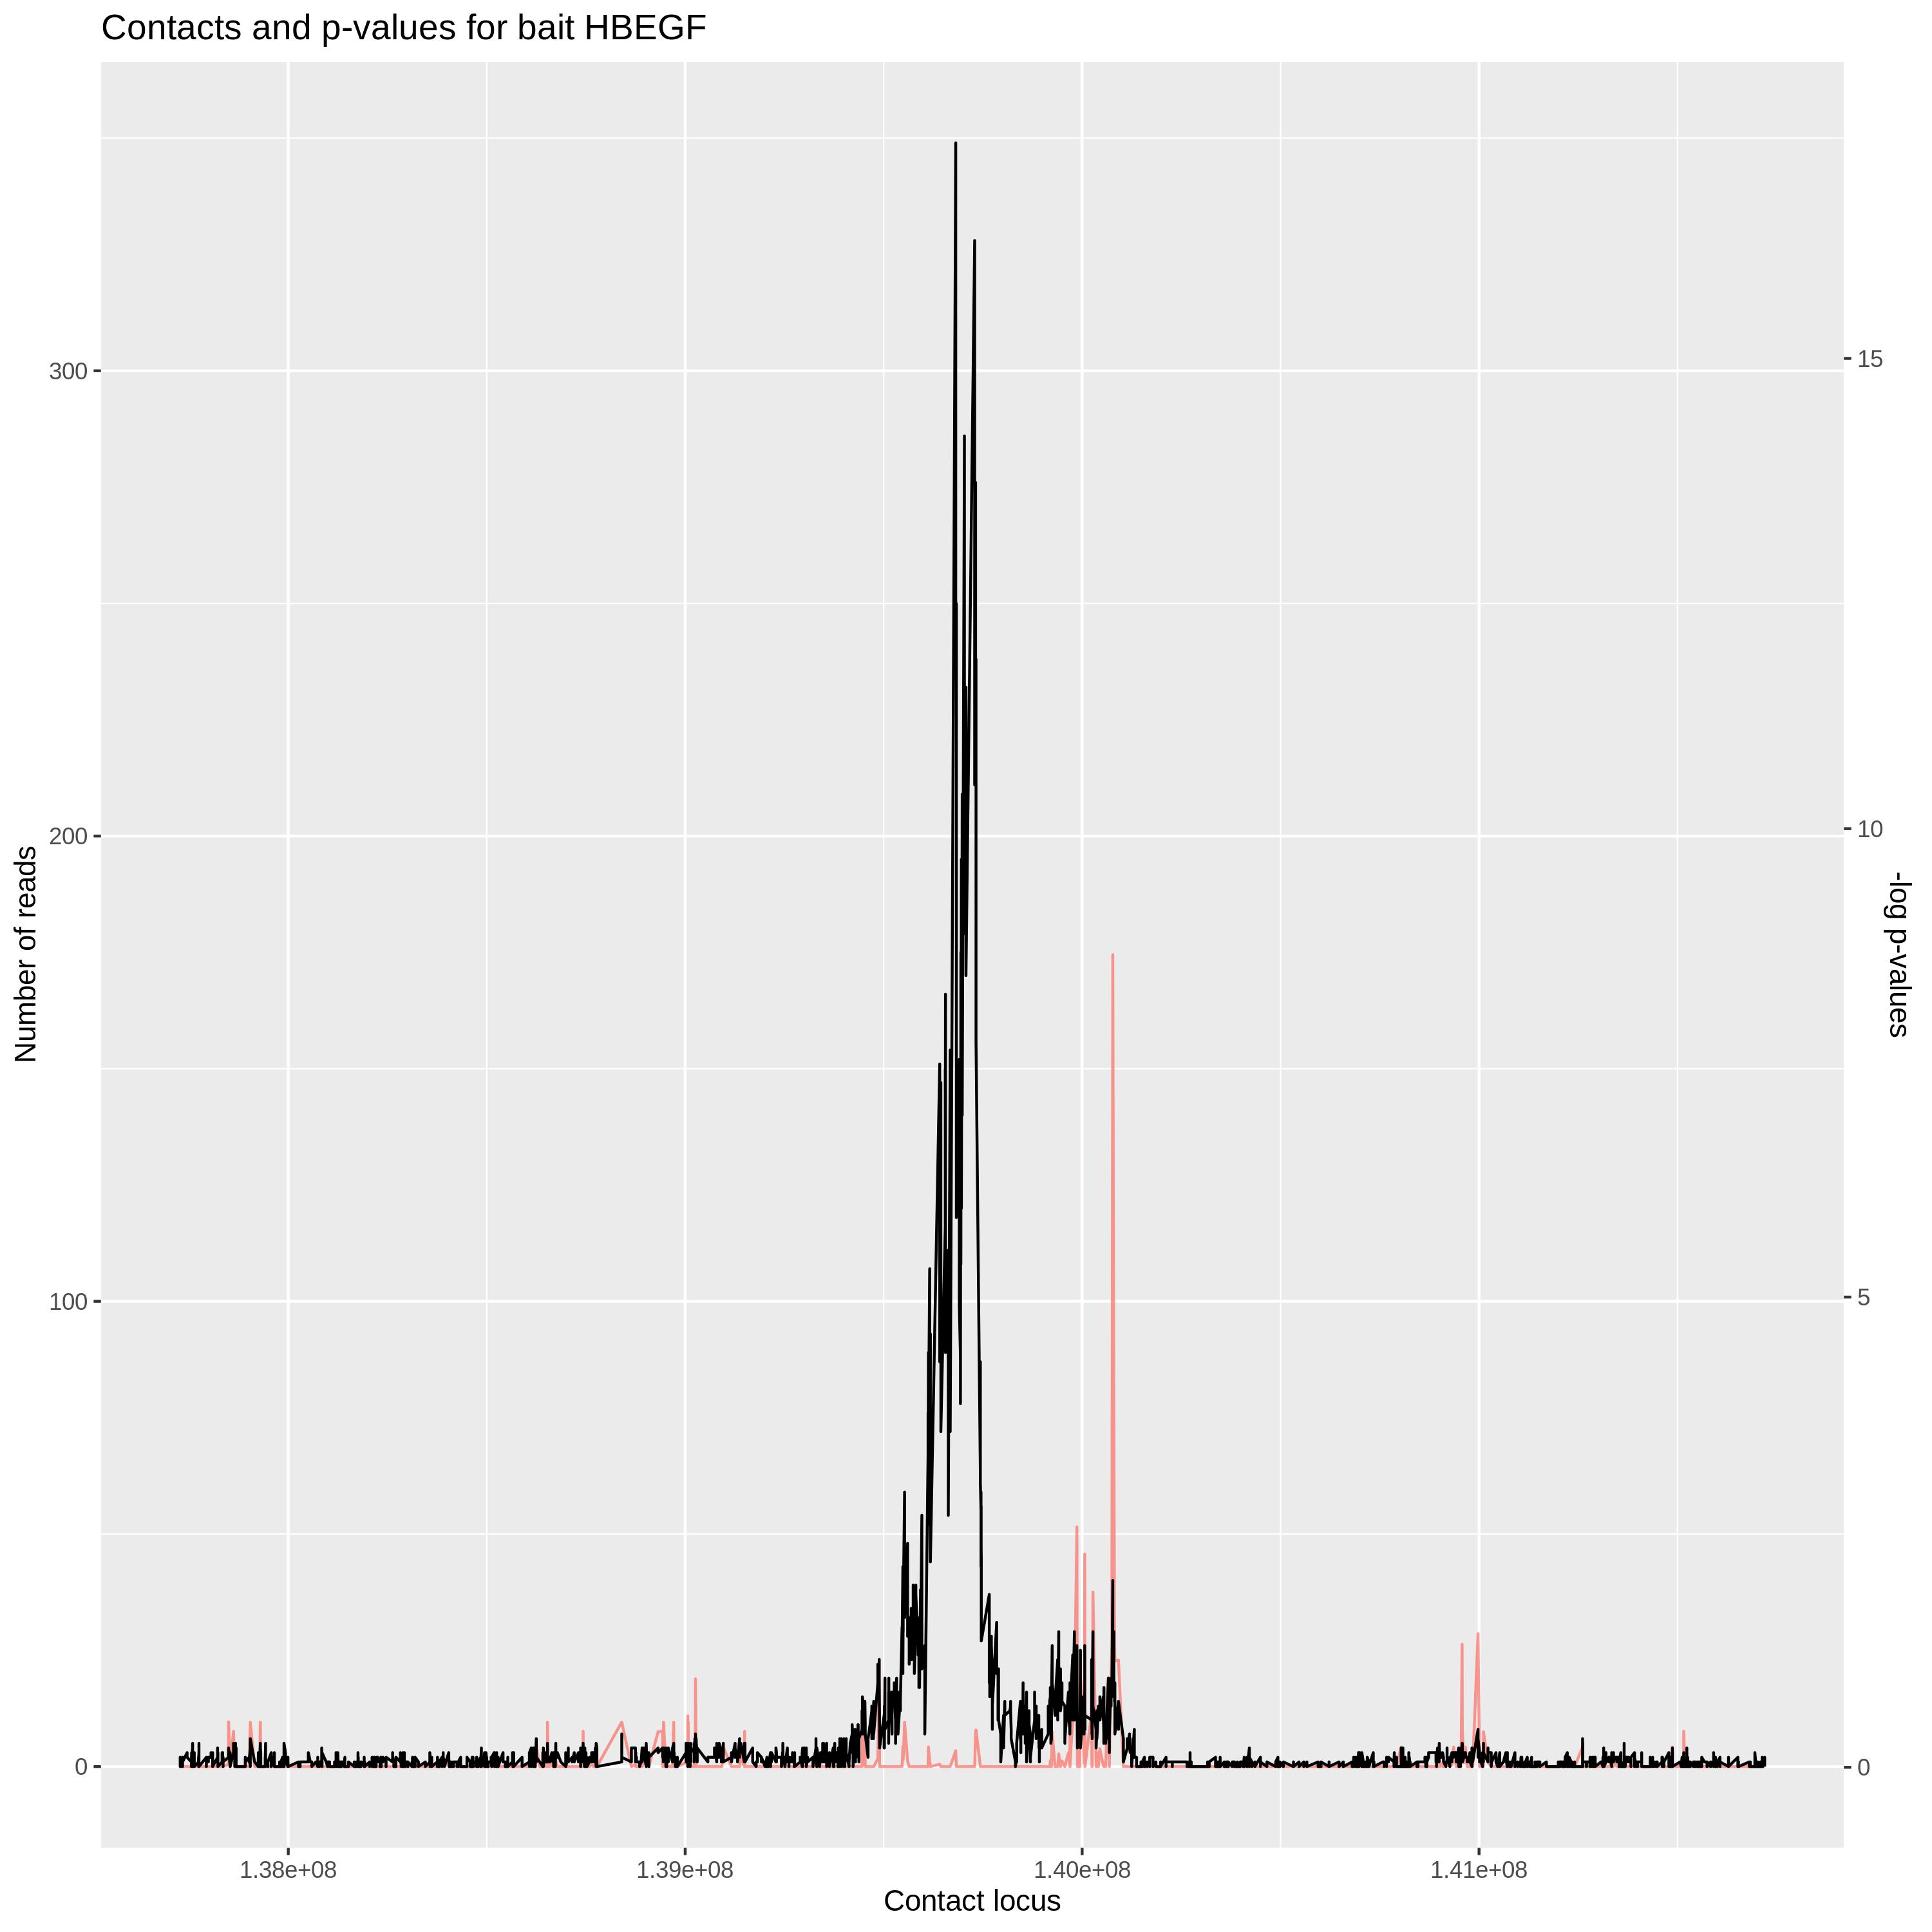 Contacts and p-values for bait HBEGF
Number of reads
300
200
100
0
15
10
5
0
-log p-values
1.38e+08 1.39e+08 1.40e+08 1.41e+08
Contact locus